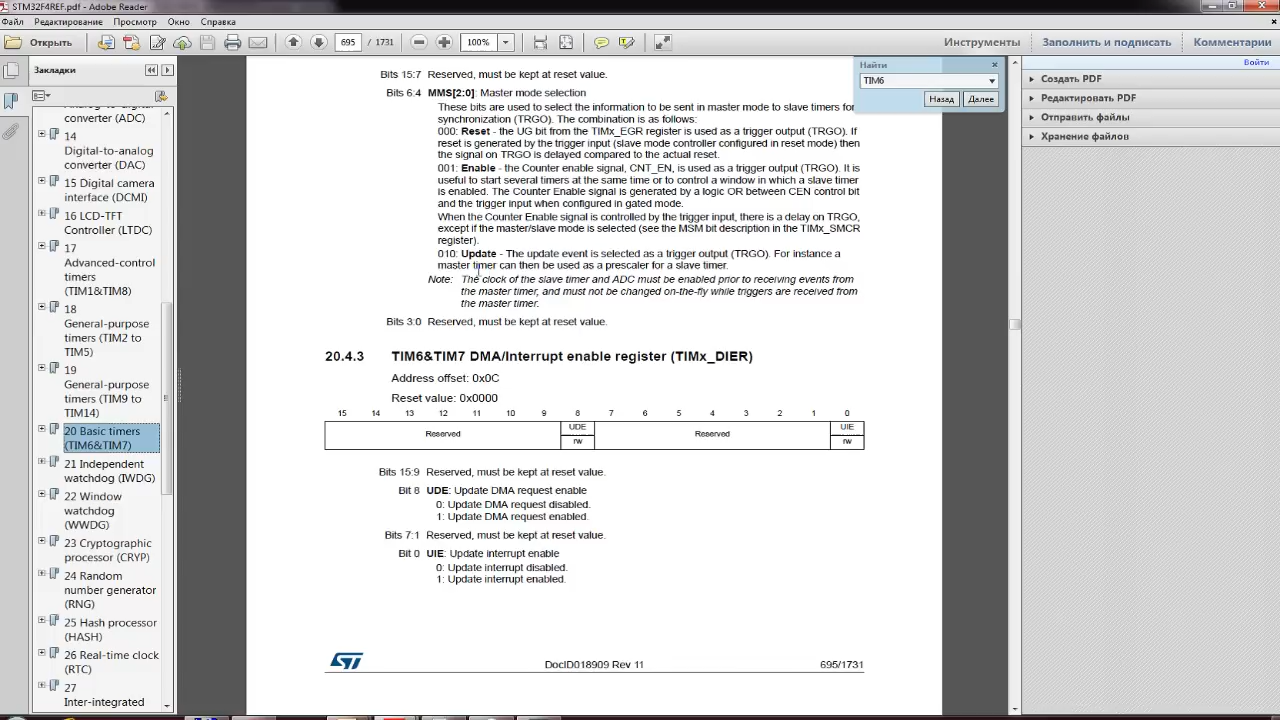 STM32F4REF.pdf - Adobe Reader
Файл Редактирование Просмотр Окно Справка
Открыть
695 / 1731
100%
Инструменты
Заполнить и подписать
Комментарии
Закладки
converter (ADC)
14
Digital-to-analog
converter (DAC)
15 Digital camera
interface (DCMI)
16 LCD-TFT
Controller (LTDC)
17
Advanced-control
timers
(TIM1&TIM8)
18
General-purpose
timers (TIM2 to
TIM5)
19
General-purpose
timers (TIM9 to
TIM14)
20 Basic timers
(TIM6&TIM7)
21 Independent
watchdog (IWDG)
22 Window
watchdog
(WWDG)
23 Cryptographic
processor (CRYP)
24 Random
number generator
(RNG)
25 Hash processor
(HASH)
26 Real-time clock
(RTC)
27
Inter-integrated
Bits 15:7 Reserved, must be kept at reset value.
Bits 6:4 MMS[2:0]: Master mode selection
These bits are used to select the information to be sent in master mode to slave timers for
synchronization (TRGO). The combination is as follows:
000: Reset - the UG bit from the TIMx_EGR register is used as a trigger output (TRGO). If
reset is generated by the trigger input (slave mode controller configured in reset mode) then
the signal on TRGO is delayed compared to the actual reset.
001: Enable - the Counter enable signal, CNT_EN, is used as a trigger output (TRGO). It is
useful to start several timers at the same time or to control a window in which a slave timer
is enabled. The Counter Enable signal is generated by a logic OR between CEN control bit
and the trigger input when configured in gated mode.
When the Counter Enable signal is controlled by the trigger input, there is a delay on TRGO,
except if the master/slave mode is selected (see the MSM bit description in the TIMx_SMCR
register).
010: Update - The update event is selected as a trigger output (TRGO). For instance a
master timer can then be used as a prescaler for a slave timer.
Note: The clock of the slave timer and ADC must be enabled prior to receiving events from
the master timer, and must not be changed on-the-fly while triggers are received from
the master timer.
Bits 3:0 Reserved, must be kept at reset value.
20.4.3 TIM6&TIM7 DMA/Interrupt enable register (TIMx_DIER)
Address offset: 0x0C
Reset value: 0x0000
15 14 13 12 11 10 9 8 7 6 5 4 3 2 1 0
Reserved UDE Reserved UIE
rw rw
Bits 15:9 Reserved, must be kept at reset value.
Bit 8 UDE: Update DMA request enable
0: Update DMA request disabled.
1: Update DMA request enabled.
Bits 7:1 Reserved, must be kept at reset value.
Bit 0 UIE: Update interrupt enable
0: Update interrupt disabled.
1: Update interrupt enabled.
ST
DocID018909 Rev 11
695/1731
Найти
TIM6
Назад Далее
Войти
Создать PDF
Редактировать PDF
Отправить файлы
Хранение файлов